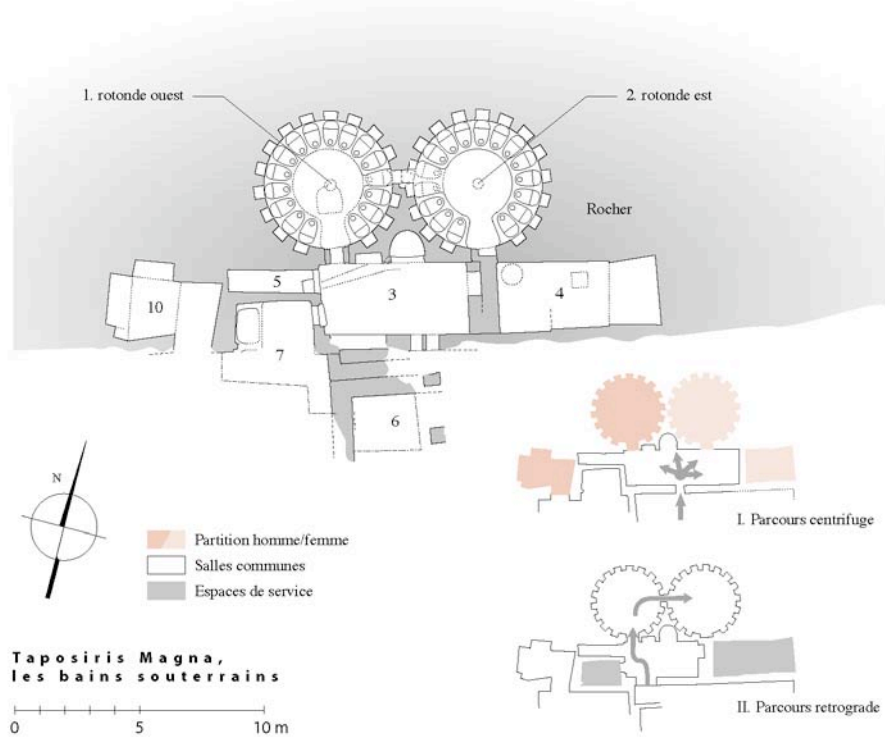 1. rotonde ouest
2. rotonde est
Rocher
5
3
4
10
7
6
N
Partition homme/femme
Salles communes
Espaces de service
I. Parcours centrifuge
II. Parcours retrograde
Taposiris Magna,
les bains souterrains
0 5 10 m